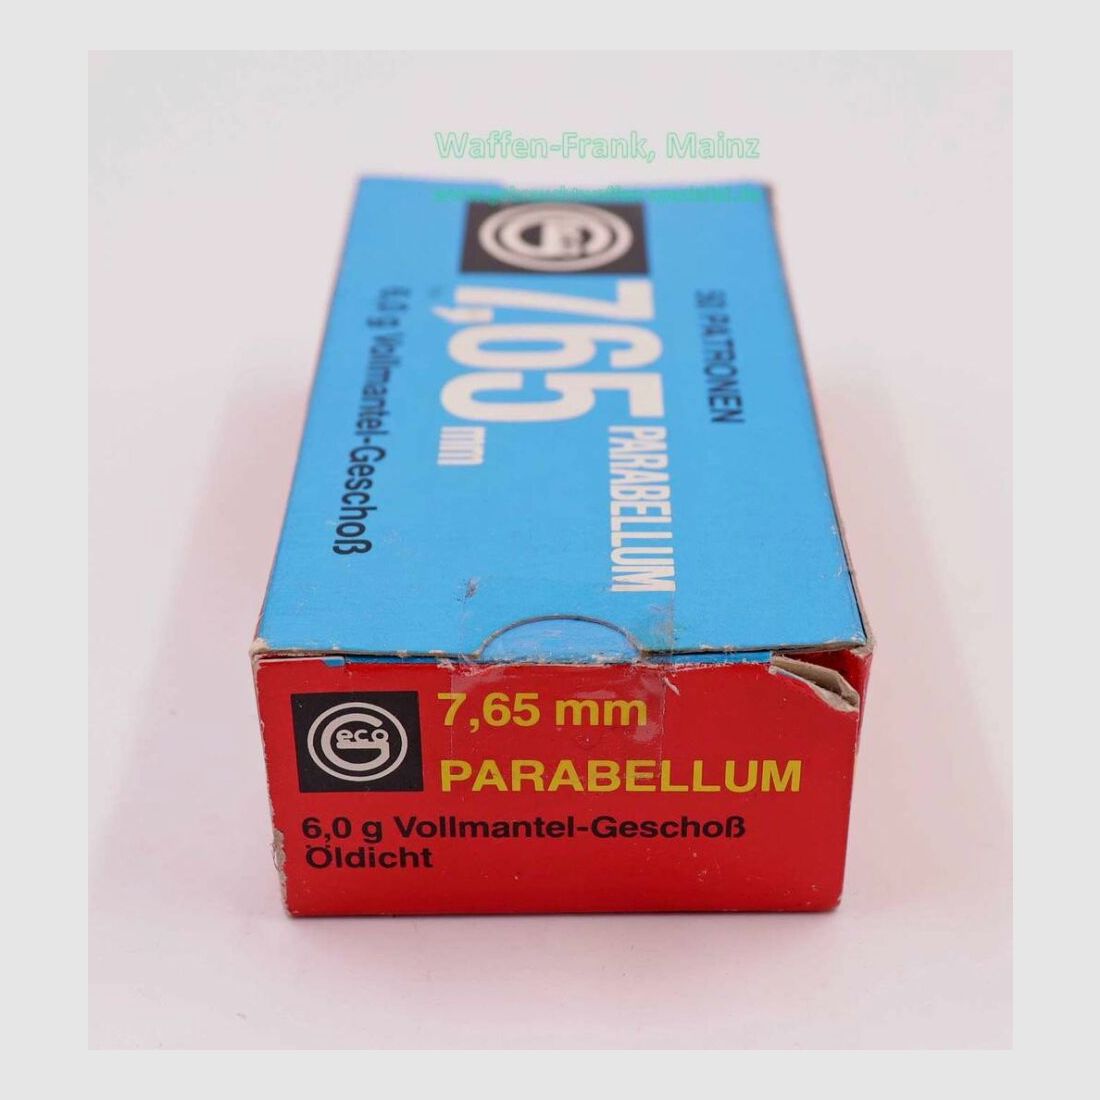 Waffen-Frank, Mainz
50 PATRONEN
Geco
7,65 mm PARABELLUM
6,0 g Vollmantel-Geschoß
Geco
7,65 mm
PARABELLUM
6,0 g Vollmantel-Geschoß
Öldicht